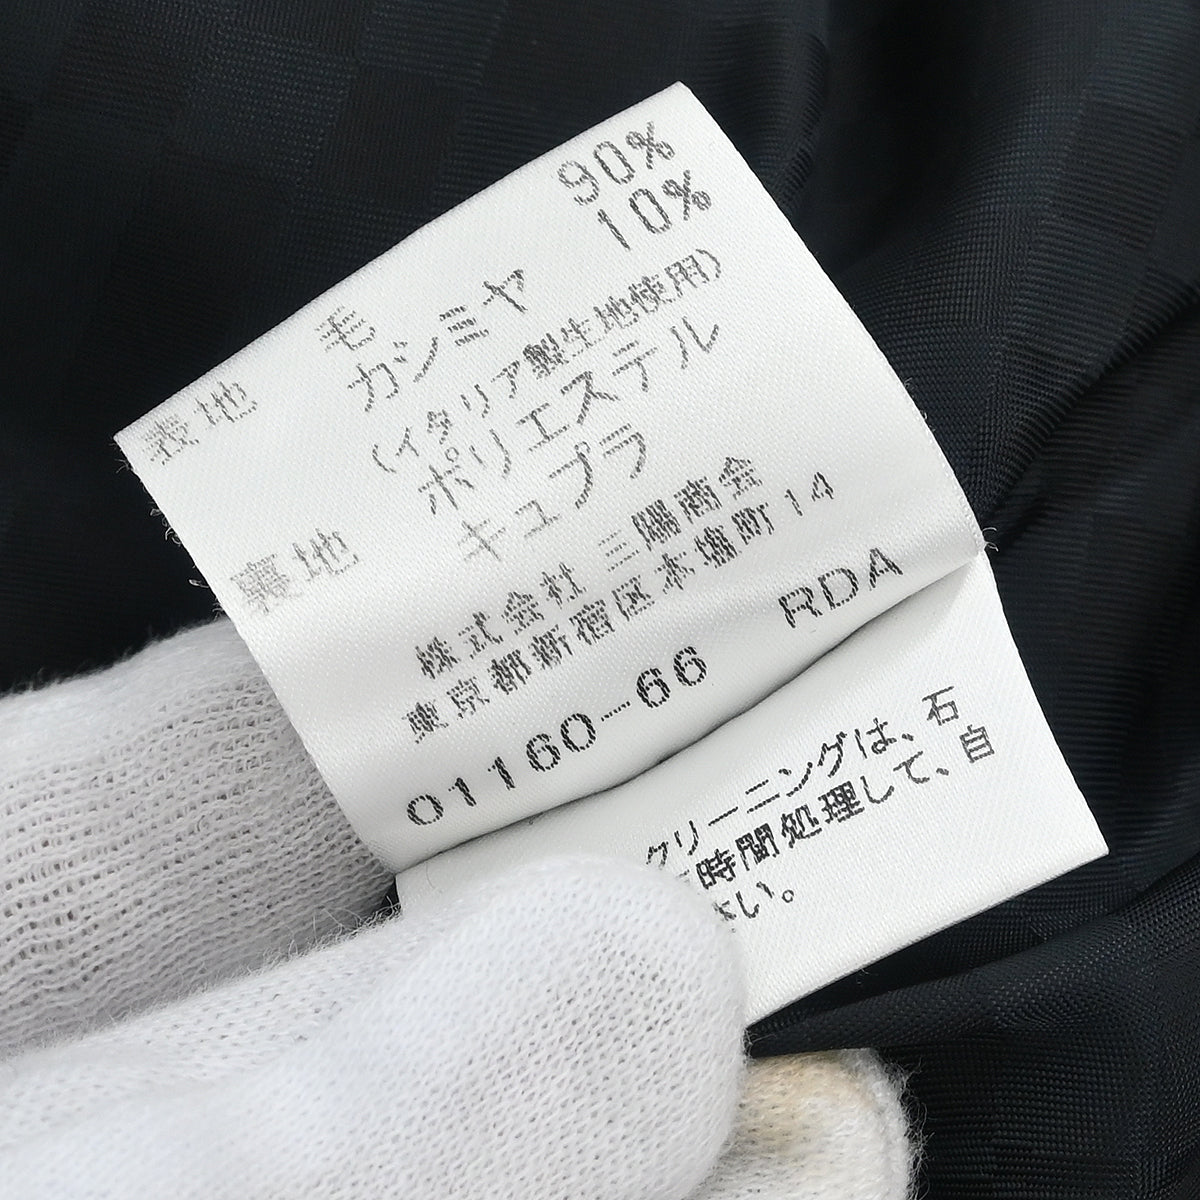 表地 毛 90%
カシミヤ 10%
(イタリア製生地使用)
裏地 ポリエステル
キュプラ
株式会社 三陽商会
東京都新宿区本塩町14
01160-66 RDA
クリーニングは、石
時間処理して、自
さい。